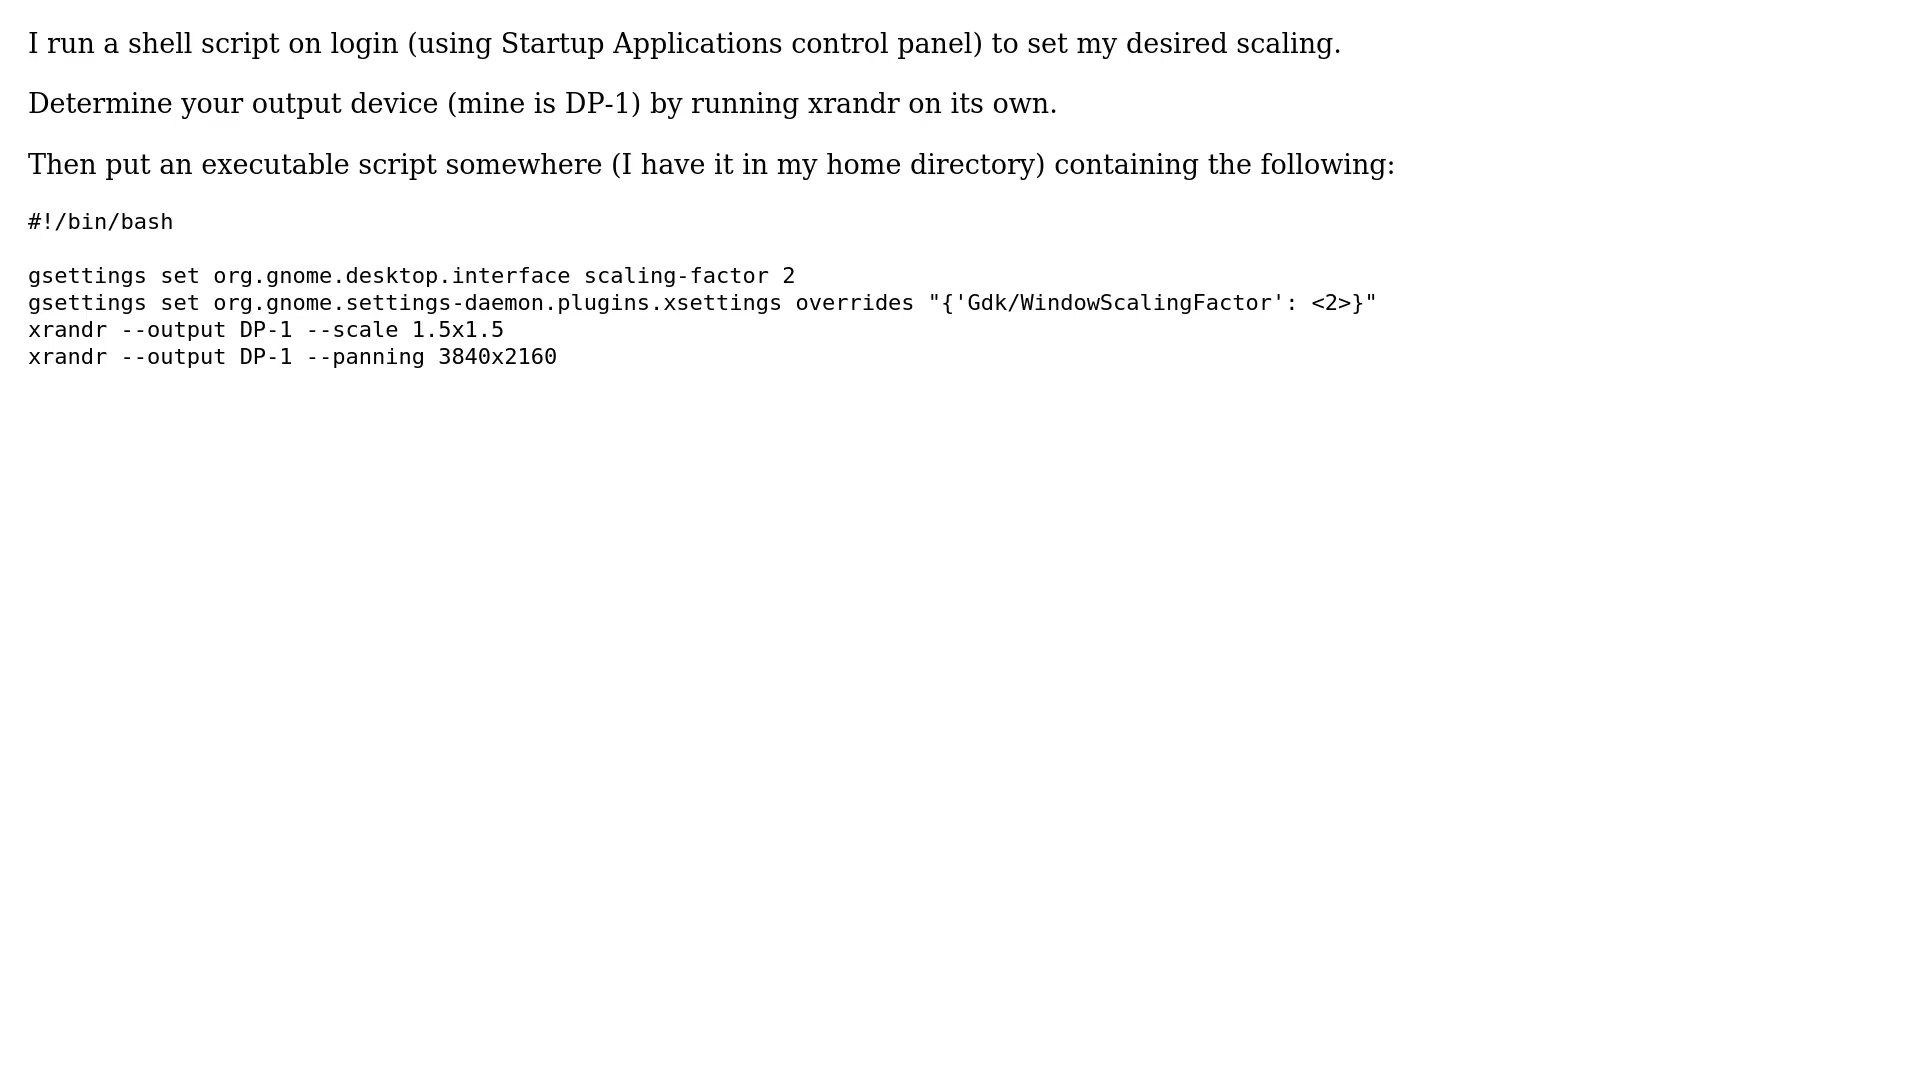 I run a shell script on login (using Startup Applications control panel) to set my desired scaling.
Determine your output device (mine is DP-1) by running xrandr on its own.
Then put an executable script somewhere (I have it in my home directory) containing the following:
#!/bin/bash
gsettings set org.gnome.desktop.interface scaling-factor 2
gsettings set org.gnome.settings-daemon.plugins.xsettings overrides "{'Gdk/WindowScalingFactor': <2>}"
xrandr --output DP-1 --scale 1.5x1.5
xrandr --output DP-1 --panning 3840x2160